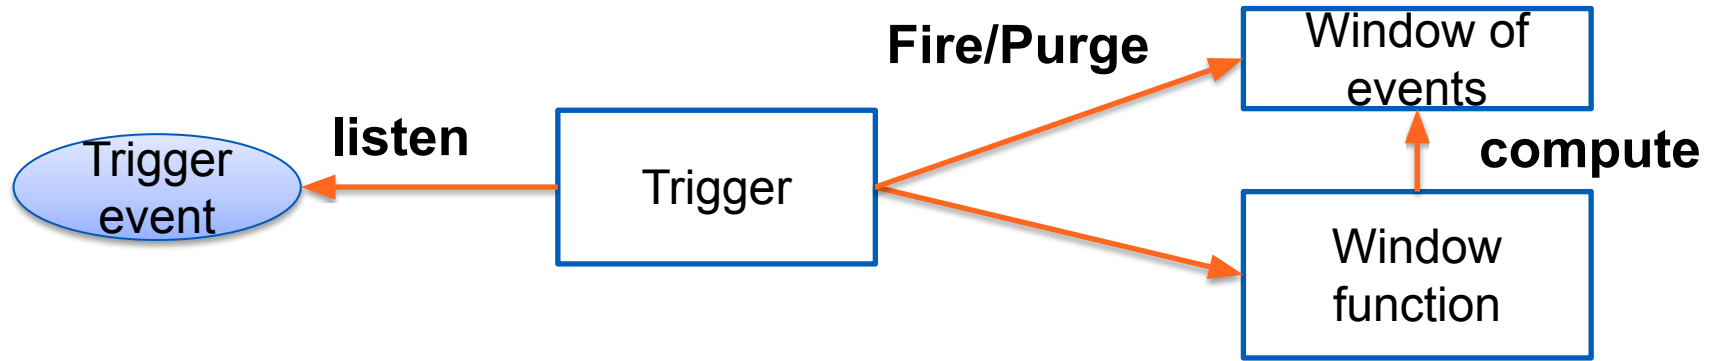 Trigger
event
listen
Trigger
Fire/Purge
Window of
events
compute
Window
function